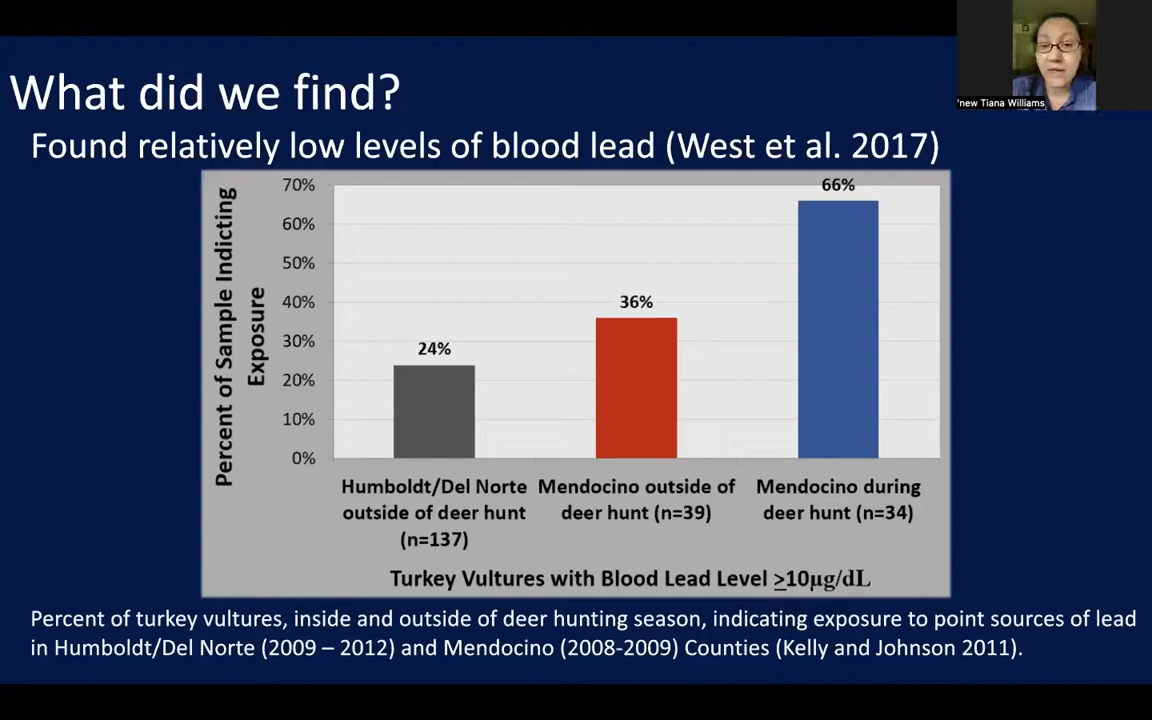 What did we find?
'new Tiana Williams
Found relatively low levels of blood lead (West et al. 2017)
Percent of Sample Indicting
Exposure
70%
60%
50%
40%
30%
20%
10%
0%
24%
36%
66%
Humboldt/Del Norte
outside of deer hunt
(n=137)
Mendocino outside of
deer hunt (n=39)
Mendocino during
deer hunt (n=34)
Turkey Vultures with Blood Lead Level ≥10µg/dL
Percent of turkey vultures, inside and outside of deer hunting season, indicating exposure to point sources of lead
in Humboldt/Del Norte (2009 – 2012) and Mendocino (2008-2009) Counties (Kelly and Johnson 2011).